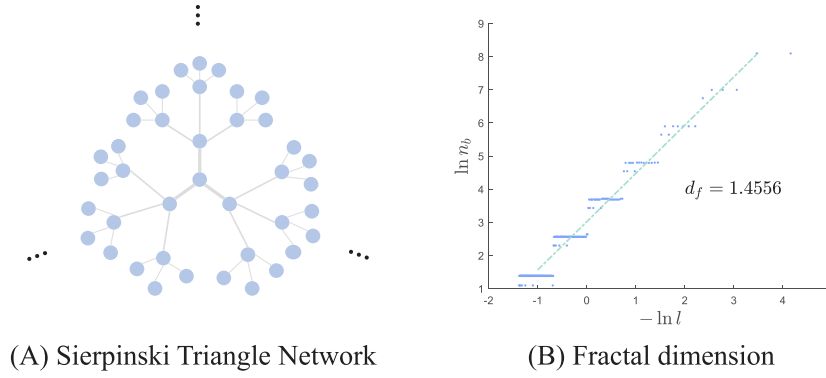 9
8
7
6
5
4
3
2
1
ln n_b
d_f = 1.4556
-2 -1 0 1 2 3 4
− ln l
(A) Sierpinski Triangle Network
(B) Fractal dimension